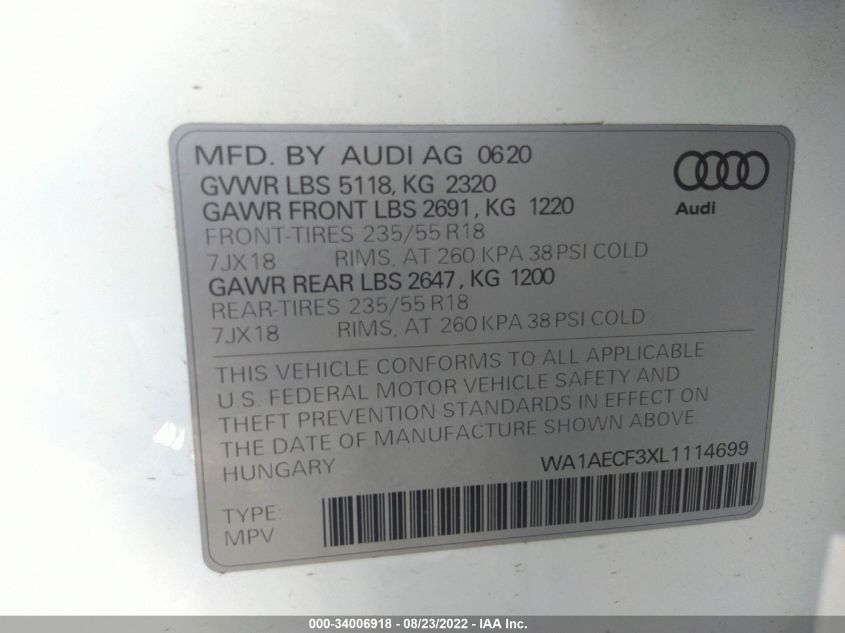 MFD. BY AUDI AG 0620
GVWR LBS 5118, KG 2320
GAWR FRONT LBS 2691, KG 1220
FRONT-TIRES 235/55 R18
7JX18 RIMS, AT 260 KPA 38 PSI COLD
GAWR REAR LBS 2647, KG 1200
REAR-TIRES 235/55 R18
7JX18 RIMS, AT 260 KPA 38 PSI COLD
Audi
THIS VEHICLE CONFORMS TO ALL APPLICABLE
U.S. FEDERAL MOTOR VEHICLE SAFETY AND
THEFT PREVENTION STANDARDS IN EFFECT ON
THE DATE OF MANUFACTURE SHOWN ABOVE
HUNGARY WA1AECF3XL1114699
TYPE:
MPV
000-34006918 - 08/23/2022 - IAA Inc.